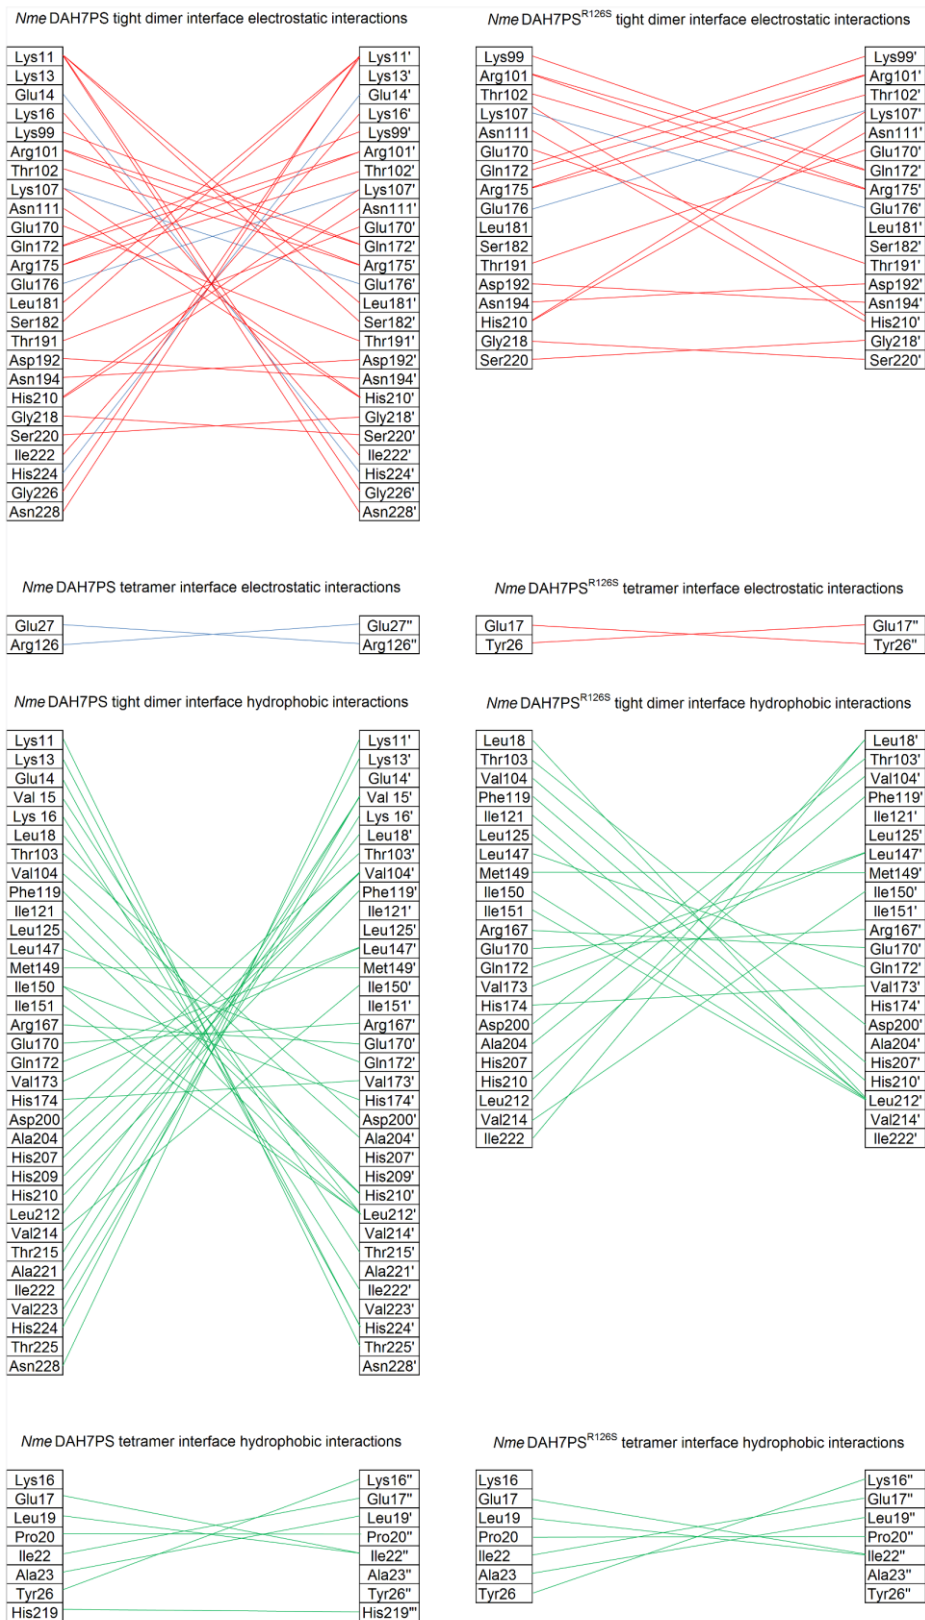 Nme DAH7PS tight dimer interface electrostatic interactions
Lys11 Lys11'
Lys13 Lys13'
Glu14 Glu14'
Lys16 Lys16'
Lys99 Lys99'
Arg101 Arg101'
Thr102 Thr102'
Lys107 Lys107'
Asn111 Asn111'
Glu170 Glu170'
Gln172 Gln172'
Arg175 Arg175'
Glu176 Glu176'
Leu181 Leu181'
Ser182 Ser182'
Thr191 Thr191'
Asp192 Asp192'
Asn194 Asn194'
His210 His210'
Gly218 Gly218'
Ser220 Ser220'
Ile222 Ile222'
His224 His224'
Gly226 Gly226'
Asn228 Asn228'
Nme DAH7PSR126S tight dimer interface electrostatic interactions
Lys99 Lys99'
Arg101 Arg101'
Thr102 Thr102'
Lys107 Lys107'
Asn111 Asn111'
Glu170 Glu170'
Gln172 Gln172'
Arg175 Arg175'
Glu176 Glu176'
Leu181 Leu181'
Ser182 Ser182'
Thr191 Thr191'
Asp192 Asp192'
Asn194 Asn194'
His210 His210'
Gly218 Gly218'
Ser220 Ser220'
Nme DAH7PS tetramer interface electrostatic interactions
Glu27 Glu27"
Arg126 Arg126"
Nme DAH7PSR126S tetramer interface electrostatic interactions
Glu17 Glu17"
Tyr26 Tyr26"
Nme DAH7PS tight dimer interface hydrophobic interactions
Lys11 Lys11'
Lys13 Lys13'
Glu14 Glu14'
Val 15 Val 15'
Lys 16 Lys 16'
Leu18 Leu18'
Thr103 Thr103'
Val104 Val104'
Phe119 Phe119'
Ile121 Ile121'
Leu125 Leu125'
Leu147 Leu147'
Met149 Met149'
Ile150 Ile150'
Ile151 Ile151'
Arg167 Arg167'
Glu170 Glu170'
Gln172 Gln172'
Val173 Val173'
His174 His174'
Asp200 Asp200'
Ala204 Ala204'
His207 His207'
His209 His209'
His210 His210'
Leu212 Leu212'
Val214 Val214'
Thr215 Thr215'
Ala221 Ala221'
Ile222 Ile222'
Val223 Val223'
His224 His224'
Thr225 Thr225'
Asn228 Asn228'
Nme DAH7PSR126S tight dimer interface hydrophobic interactions
Leu18 Leu18'
Thr103 Thr103'
Val104 Val104'
Phe119 Phe119'
Ile121 Ile121'
Leu125 Leu125'
Leu147 Leu147'
Met149 Met149'
Ile150 Ile150'
Ile151 Ile151'
Arg167 Arg167'
Glu170 Glu170'
Gln172 Gln172'
Val173 Val173'
His174 His174'
Asp200 Asp200'
Ala204 Ala204'
His207 His207'
His210 His210'
Leu212 Leu212'
Val214 Val214'
Ile222 Ile222'
Nme DAH7PS tetramer interface hydrophobic interactions
Lys16 Lys16"
Glu17 Glu17"
Leu19 Leu19'
Pro20 Pro20"
Ile22 Ile22"
Ala23 Ala23"
Tyr26 Tyr26"
His219 His219'"
Nme DAH7PSR126S tetramer interface hydrophobic interactions
Lys16 Lys16"
Glu17 Glu17"
Leu19 Leu19"
Pro20 Pro20"
Ile22 Ile22"
Ala23 Ala23"
Tyr26 Tyr26"